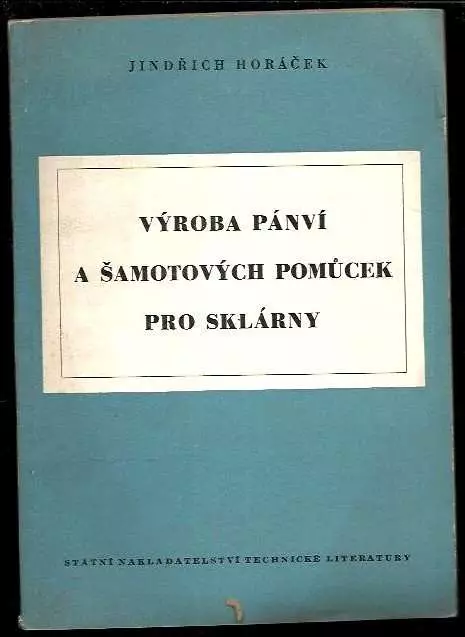 JINDŘICH HORÁČEK
VÝROBA PÁNVÍ
A ŠAMOTOVÝCH POMŮCEK
PRO SKLÁRNY
STÁTNÍ NAKLADATELSTVÍ TECHNICKÉ LITERATURY